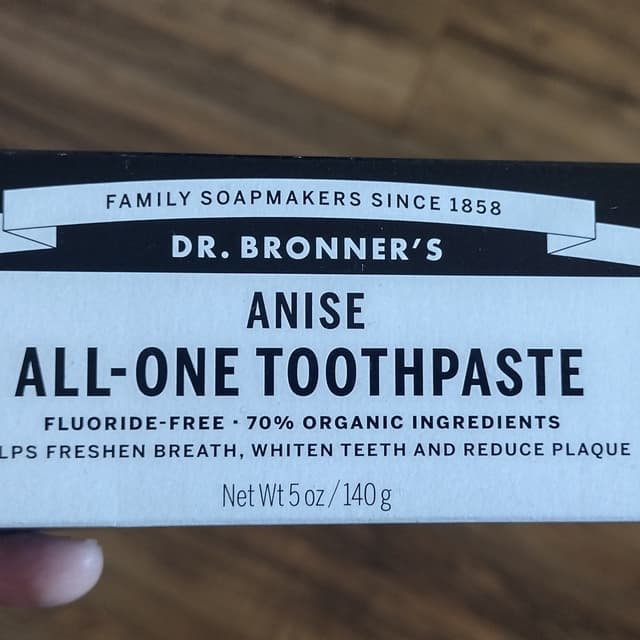 FAMILY SOAPMAKERS SINCE 1858
DR. BRONNER'S
ANISE
ALL-ONE TOOTHPASTE
FLUORIDE-FREE · 70% ORGANIC INGREDIENTS
LPS FRESHEN BREATH, WHITEN TEETH AND REDUCE PLAQUE
Net Wt 5 oz / 140 g